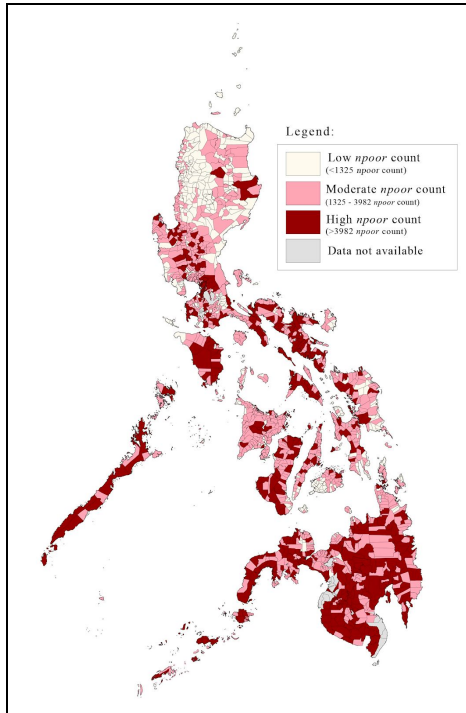 Legend:
Low npoor count
(<1325 npoor count)
Moderate npoor count
(1325 - 3982 npoor count)
High npoor count
(>3982 npoor count)
Data not available